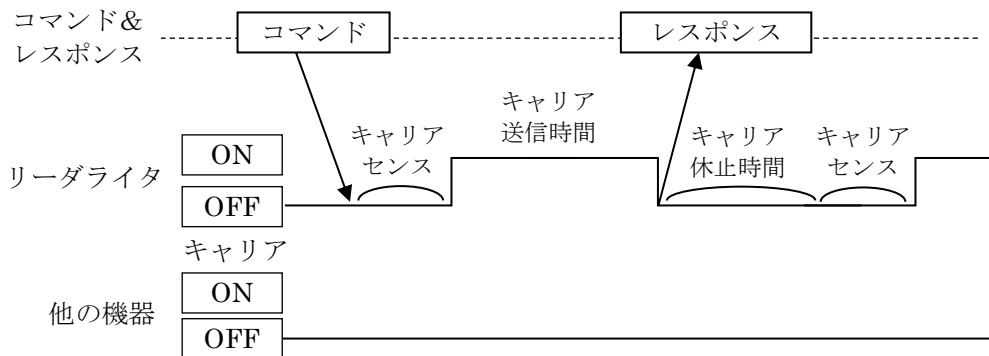 コマンド＆
レスポンス
コマンド
レスポンス
キャリア
送信時間
キャリア
センス
キャリア
休止時間
キャリア
センス
リーダライタ
ON
OFF
キャリア
他の機器
ON
OFF